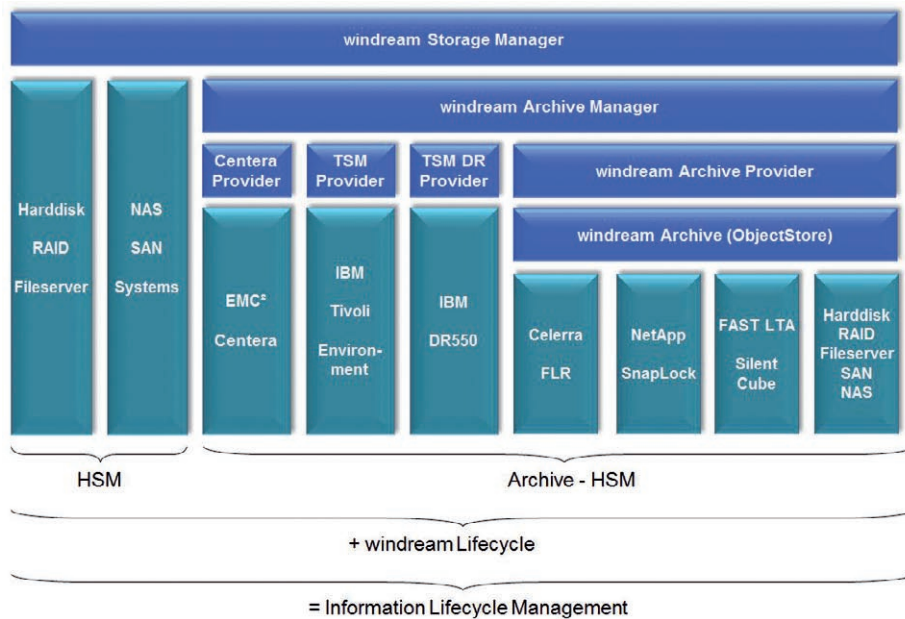 windream Storage Manager
windream Archive Manager
Centera
Provider
TSM
Provider
TSM DR
Provider
windream Archive Provider
windream Archive (ObjectStore)
Harddisk
RAID
Fileserver
NAS
SAN
Systems
EMC²
Centera
IBM
Tivoli
Environ-
ment
IBM
DR550
Celerra
FLR
NetApp
SnapLock
FAST LTA
Silent
Cube
Harddisk
RAID
Fileserver
SAN
NAS
HSM
Archive - HSM
+ windream Lifecycle
= Information Lifecycle Management